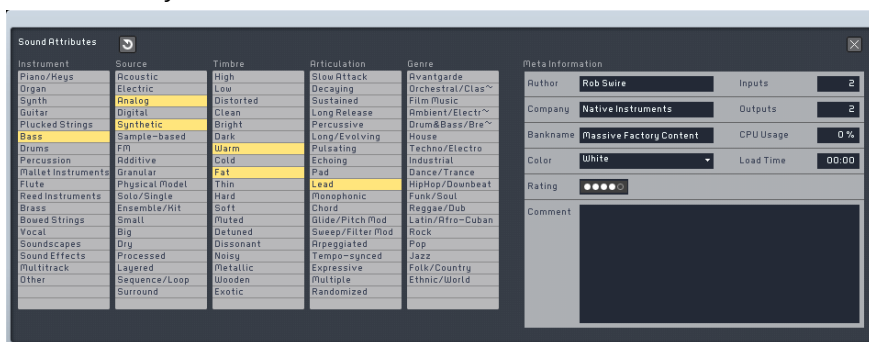 Sound Attributes
Instrument
Piano/Keys
Organ
Synth
Guitar
Plucked Strings
Bass
Drums
Percussion
Mallet Instruments
Flute
Reed Instruments
Brass
Bowed Strings
Vocal
Soundscapes
Sound Effects
Multitrack
Other
Source
Acoustic
Electric
Analog
Digital
Synthetic
Sample-based
FM
Additive
Granular
Physical Model
Solo/Single
Ensemble/Kit
Small
Big
Dry
Processed
Layered
Sequence/Loop
Surround
Timbre
High
Low
Distorted
Clean
Bright
Dark
Warm
Cold
Fat
Thin
Hard
Soft
Muted
Detuned
Dissonant
Noisy
Metallic
Wooden
Exotic
Articulation
Slow Attack
Decaying
Sustained
Long Release
Percussive
Long/Evolving
Pulsating
Echoing
Pad
Lead
Monophonic
Chord
Glide/Pitch Mod
Sweep/Filter Mod
Arpeggiated
Tempo-synced
Expressive
Multiple
Randomized
Genre
Avantgarde
Orchestral/Clas~
Film Music
Ambient/Electr~
Drum&Bass/Bre~
House
Techno/Electro
Industrial
Dance/Trance
HipHop/Downbeat
Funk/Soul
Reggae/Dub
Latin/Afro-Cuban
Rock
Pop
Jazz
Folk/Country
Ethnic/World
Meta Information
Author Rob Swire Inputs 2
Company Native Instruments Outputs 2
Bankname Massive Factory Content CPU Usage 0 %
Color White Load Time 00:00
Rating
Comment